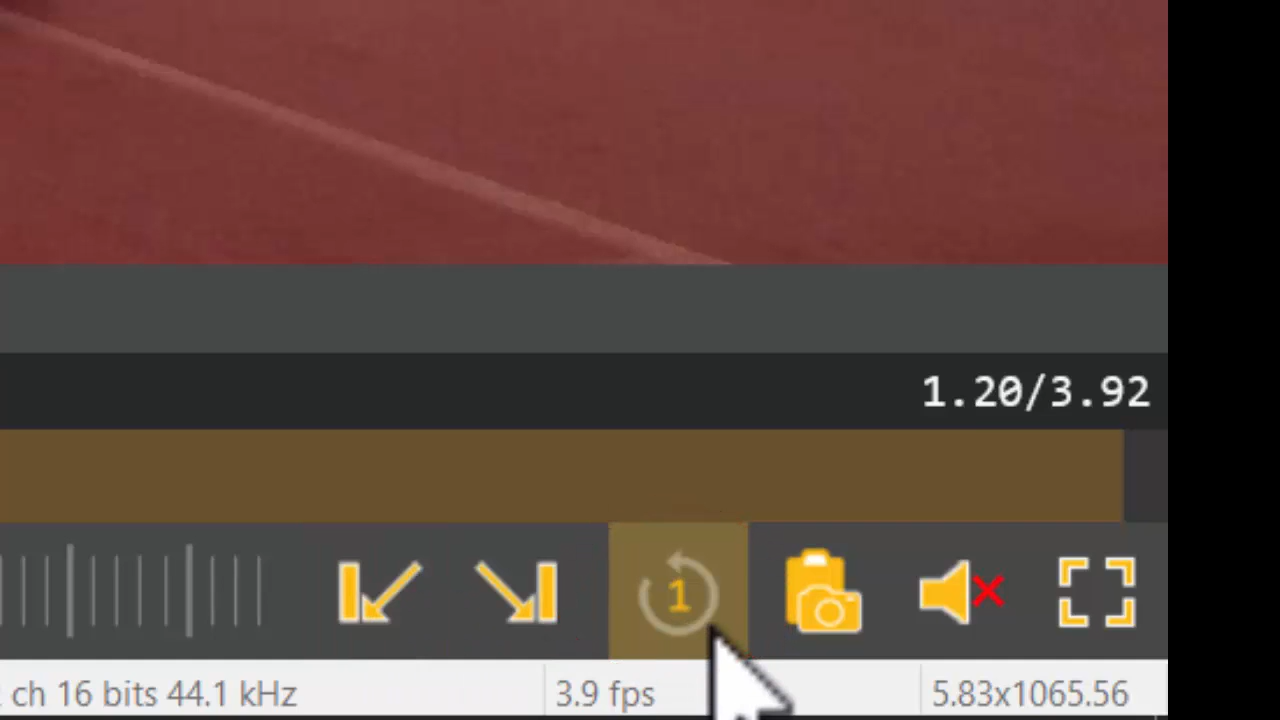 1.20/3.92
1
ch 16 bits 44.1 kHz
3.9 fps
5.83x1065.56